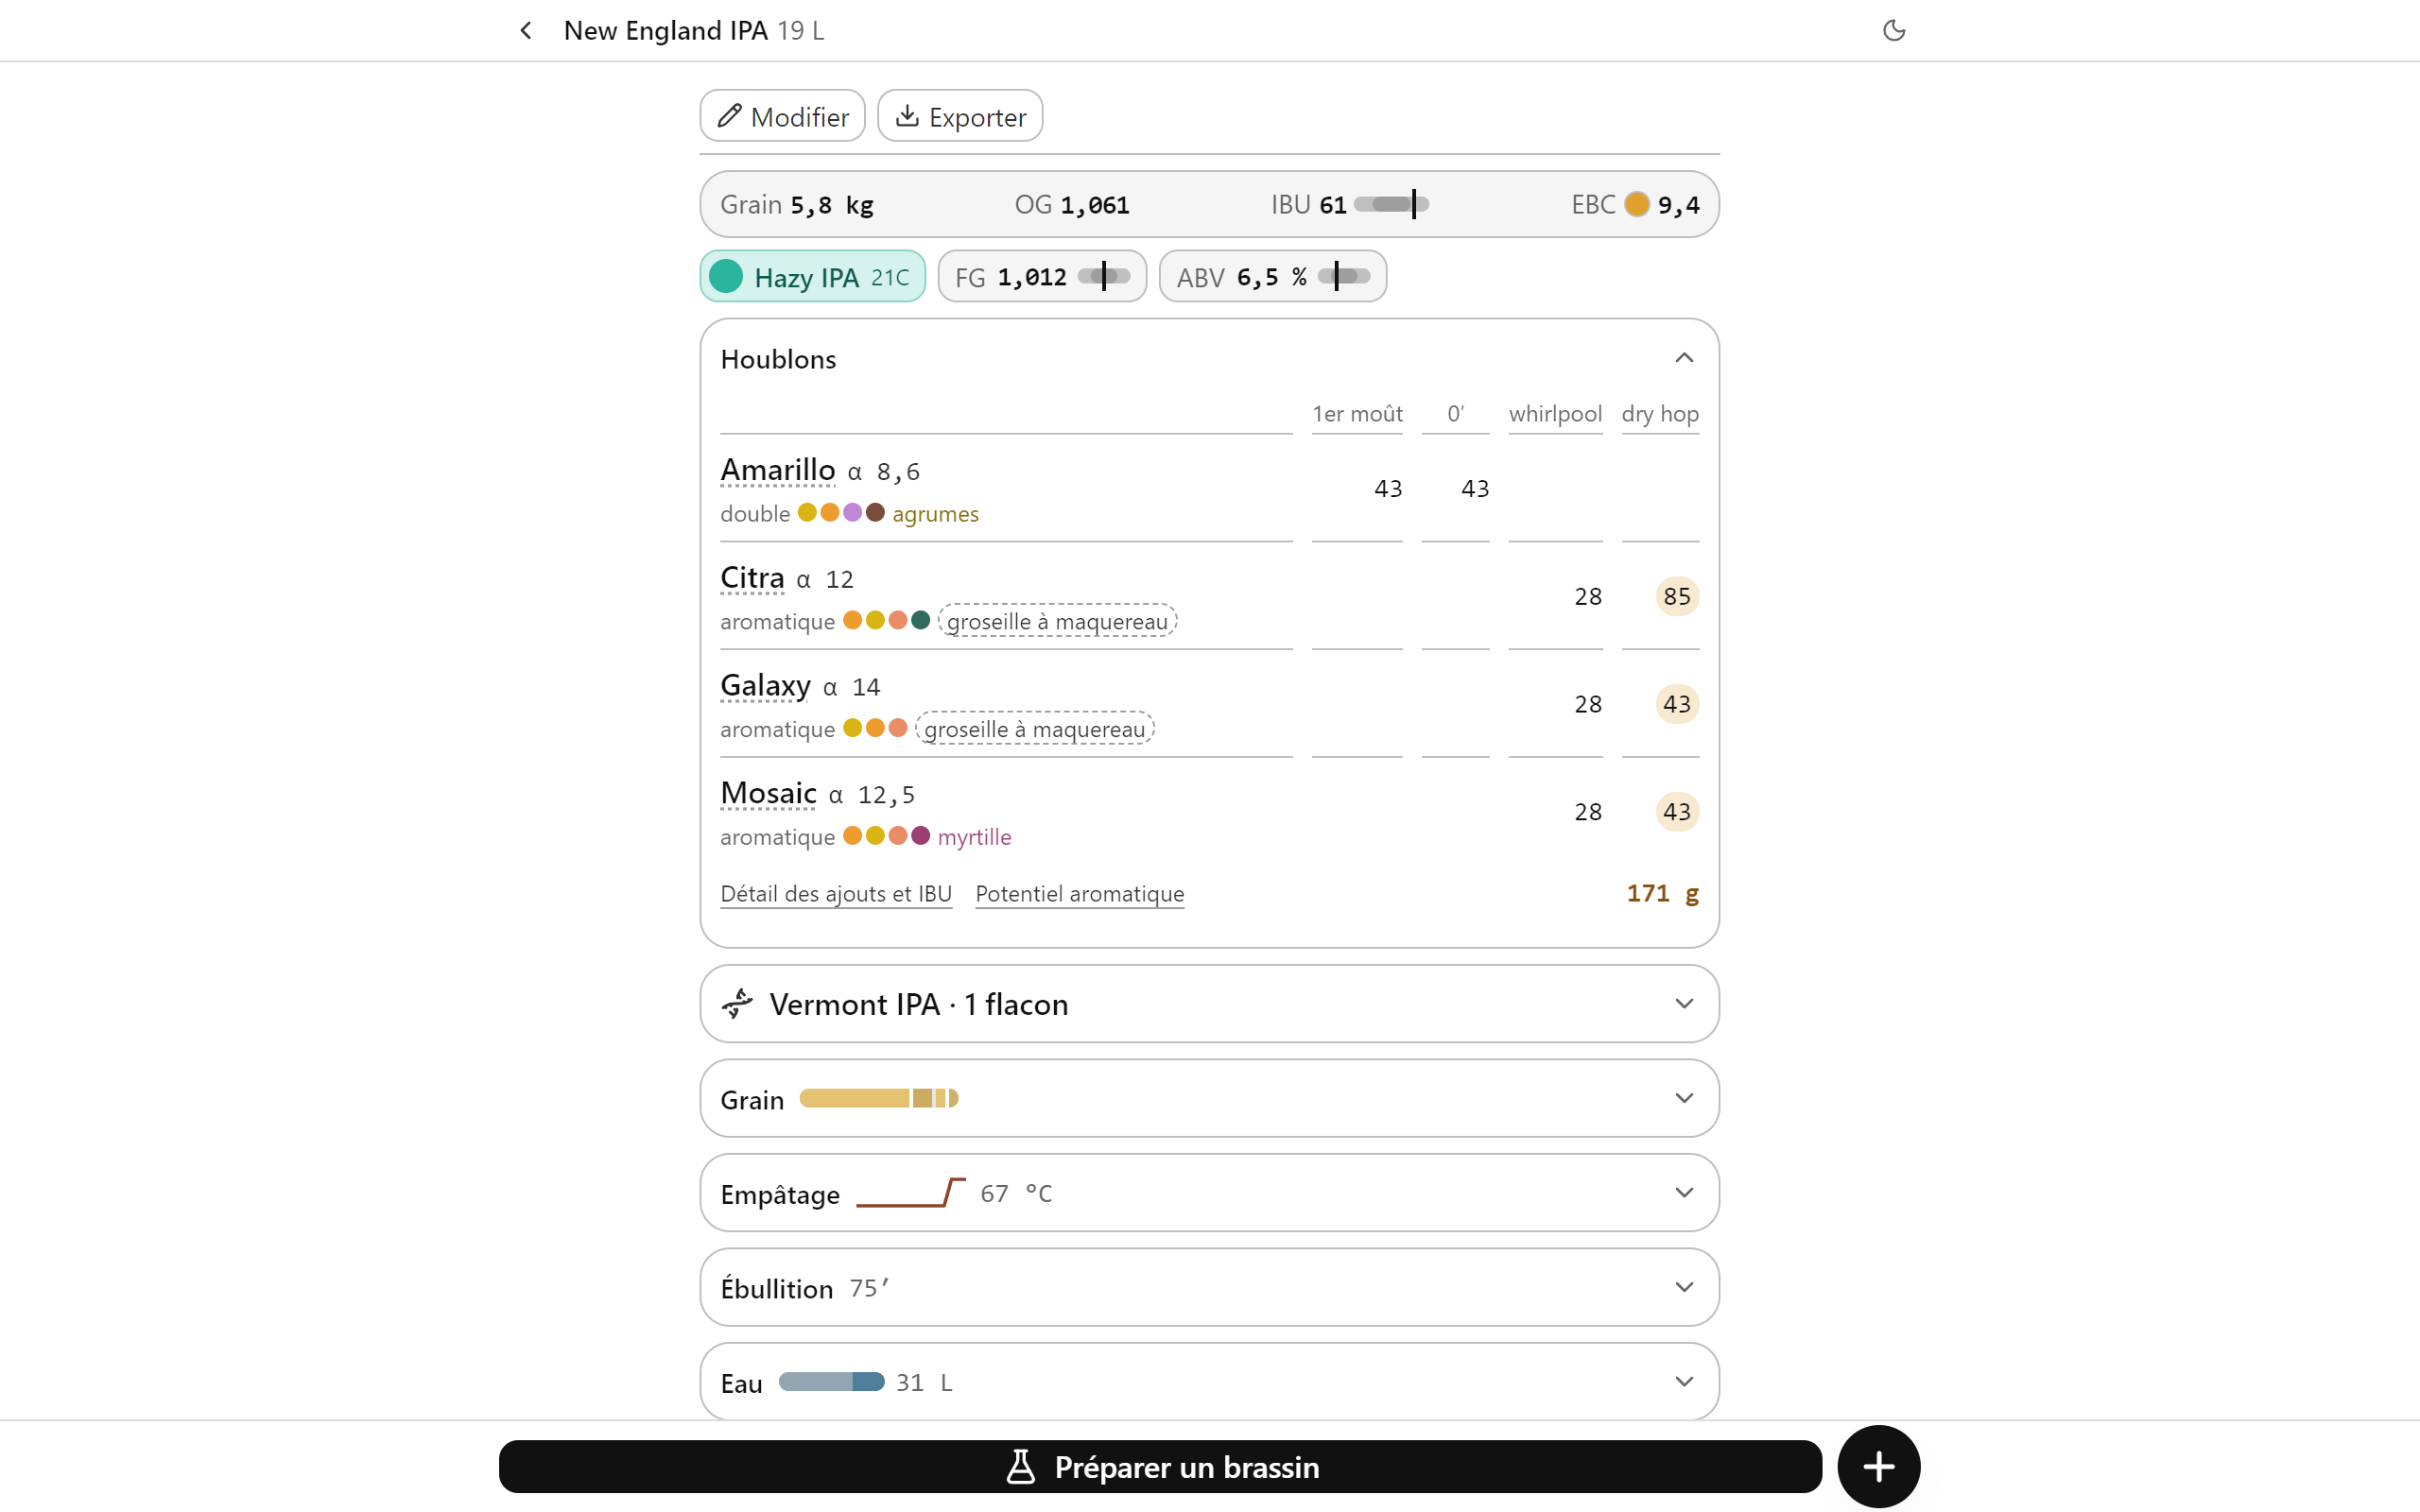 New England IPA 19 L
Modifier Exporter
Grain 5,8 kg OG 1,061 IBU 61 EBC 9,4
Hazy IPA 21C FG 1,012 ABV 6,5 %
Houblons
1er moût 0′ whirlpool dry hop
Amarillo α 8,6
43 43
double agrumes
Citra α 12
28 85
aromatique groseille à maquereau
Galaxy α 14
28 43
aromatique groseille à maquereau
Mosaic α 12,5
28 43
aromatique myrtille
Détail des ajouts et IBU Potentiel aromatique 171 g
Vermont IPA · 1 flacon
Grain
Empâtage 67 °C
Ébullition 75′
Eau 31 L
Préparer un brassin